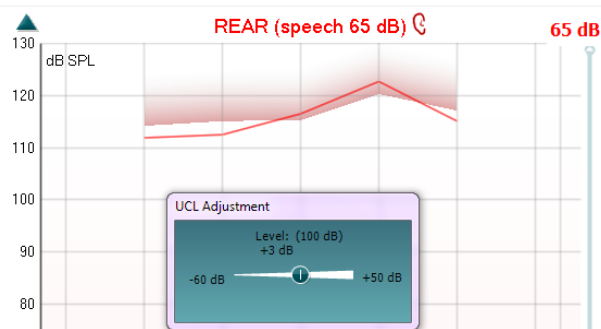 REAR (speech 65 dB)
65 dB
130
dB SPL
120
110
100
90
80
UCL Adjustment
Level: (100 dB)
+3 dB
-60 dB
+50 dB